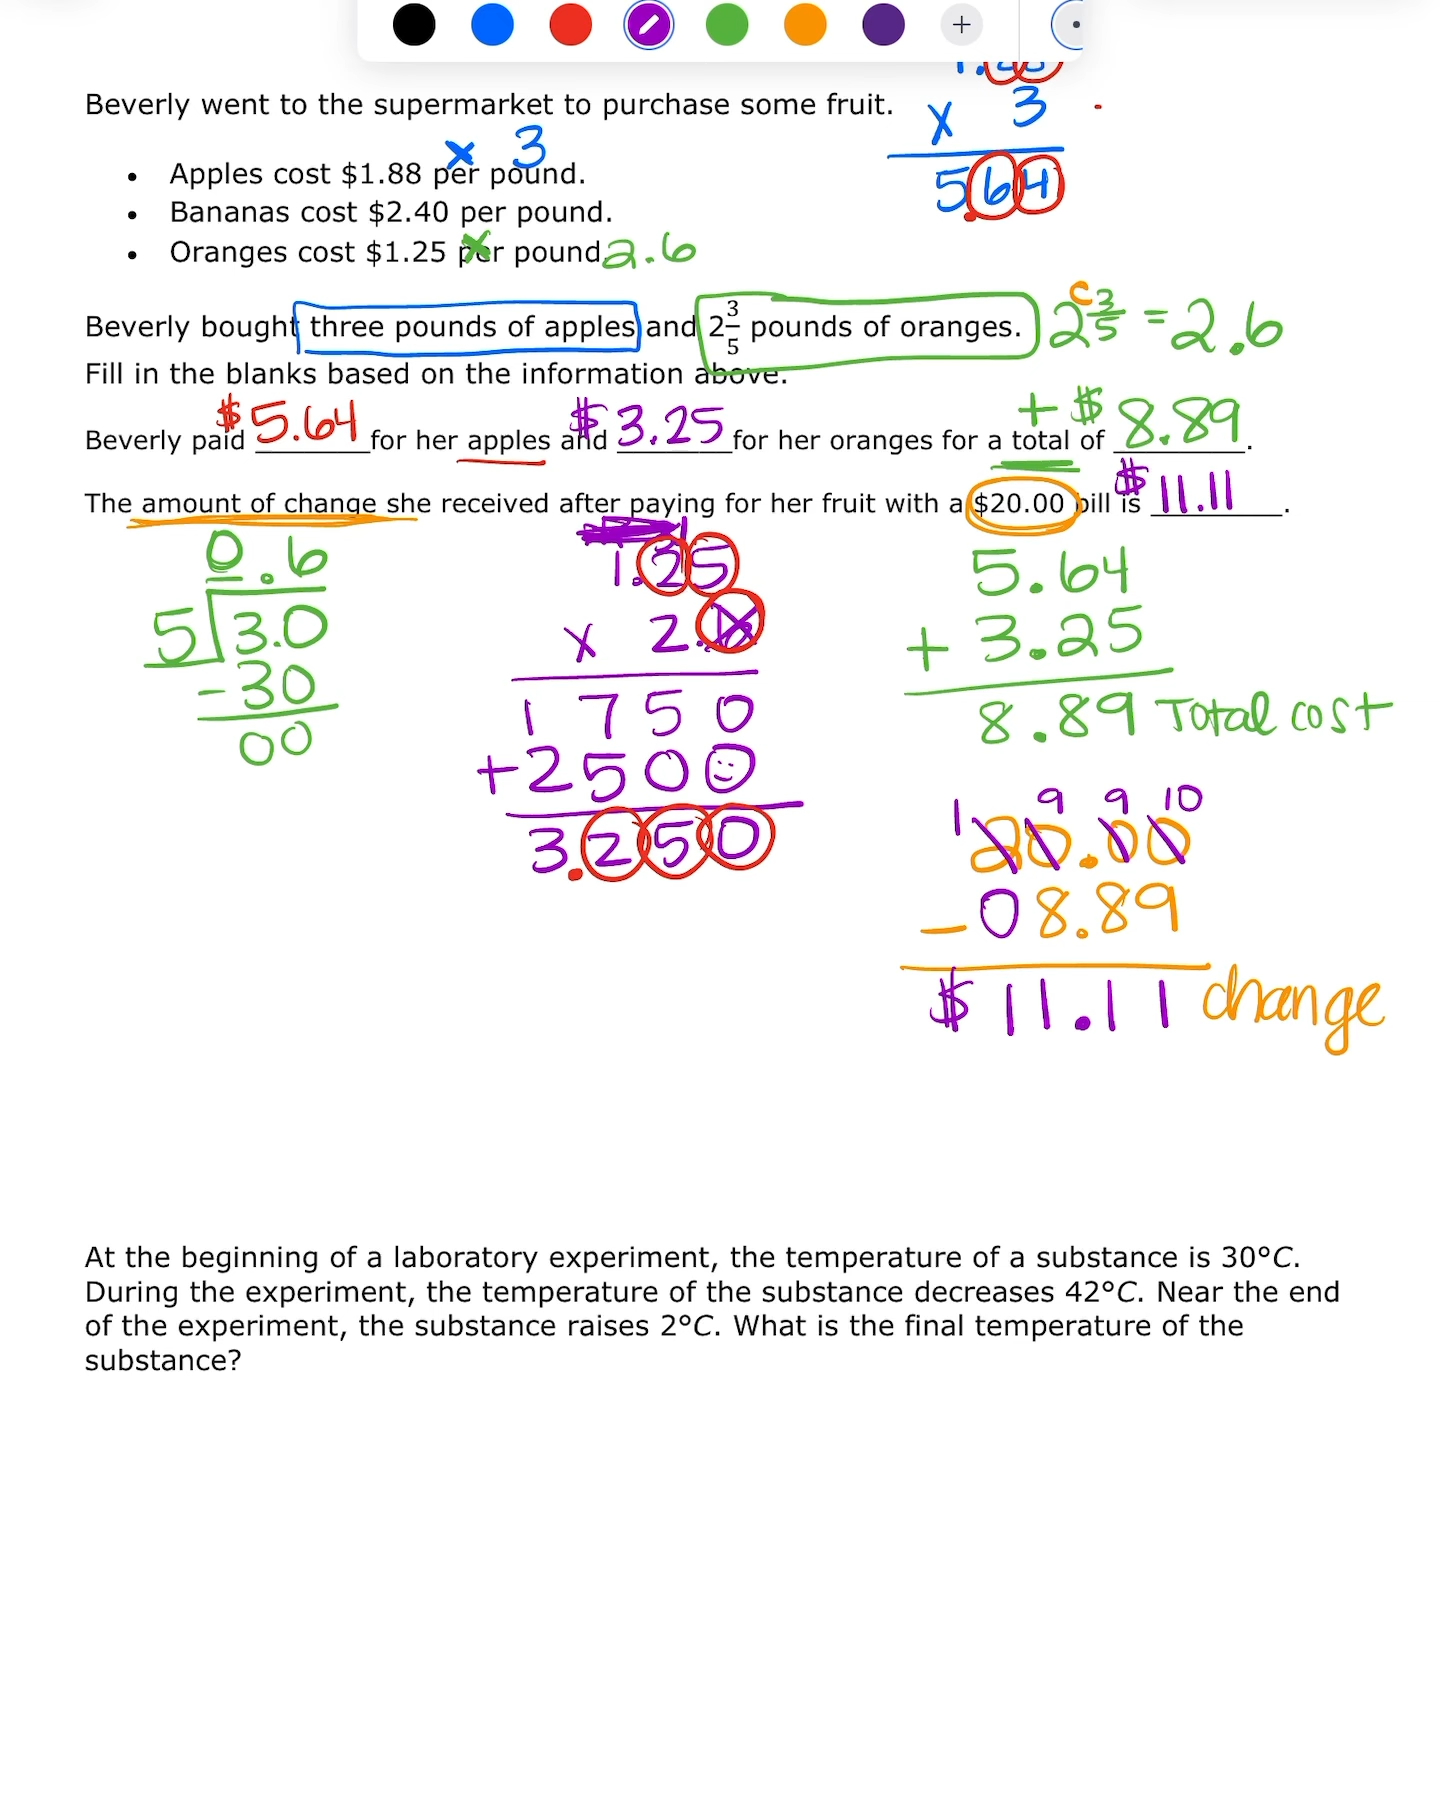 Beverly went to the supermarket to purchase some fruit.
x 3
5.64
x 3
• Apples cost $1.88 per pound.
• Bananas cost $2.40 per pound.
• Oranges cost $1.25 per pound.
x 2.6
Beverly bought three pounds of apples and 2 3/5 pounds of oranges.
2 3/5 = 2.6
Fill in the blanks based on the information above.
Beverly paid $5.64 for her apples and $3.25 for her oranges for a total of $8.89.
+
The amount of change she received after paying for her fruit with a $20.00 bill is $11.11.
0.6
5 3.0
-30
00
1
1.25
x 2.6
1750
+2500
3.250
5.64
+ 3.25
8.89 Total cost
1 9 9 10
20.00
- 08.89
$11.11 change
At the beginning of a laboratory experiment, the temperature of a substance is 30°C.
During the experiment, the temperature of the substance decreases 42°C. Near the end
of the experiment, the substance raises 2°C. What is the final temperature of the
substance?